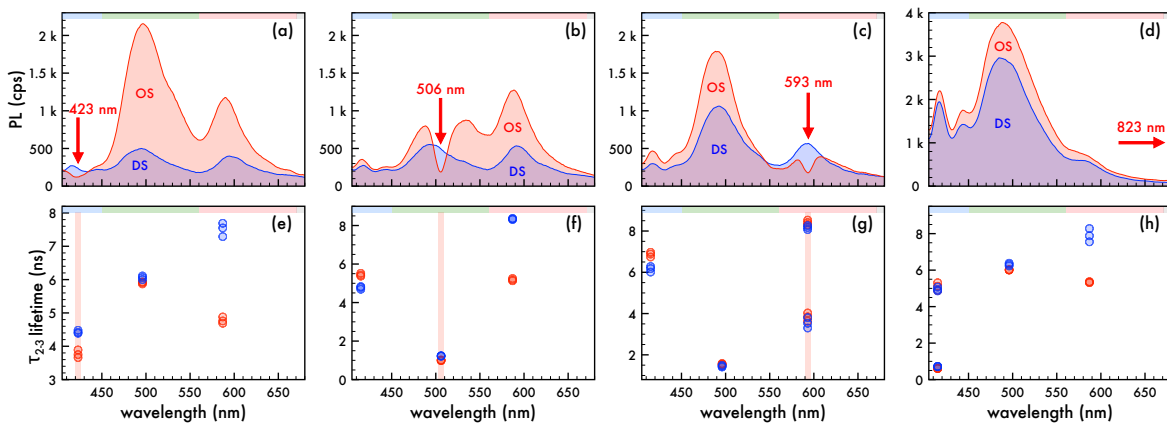 (a) (b) (c) (d)
PL (cps)
2 k 1.5 k 1 k 500 0
2 k 1.5 k 1 k 500 0
2 k 1.5 k 1 k 500 0
4 k 3 k 2 k 1 k 0
423 nm 506 nm 593 nm 823 nm
OS OS OS OS
DS DS DS DS
(e) (f) (g) (h)
τ2-3 lifetime (ns)
8 7 6 5 4 3
8 6 4 2 0
8 6 4 2
8 6 4 2 0
450 500 550 600 650 450 500 550 600 650 450 500 550 600 650 450 500 550 600 650
wavelength (nm) wavelength (nm) wavelength (nm) wavelength (nm)